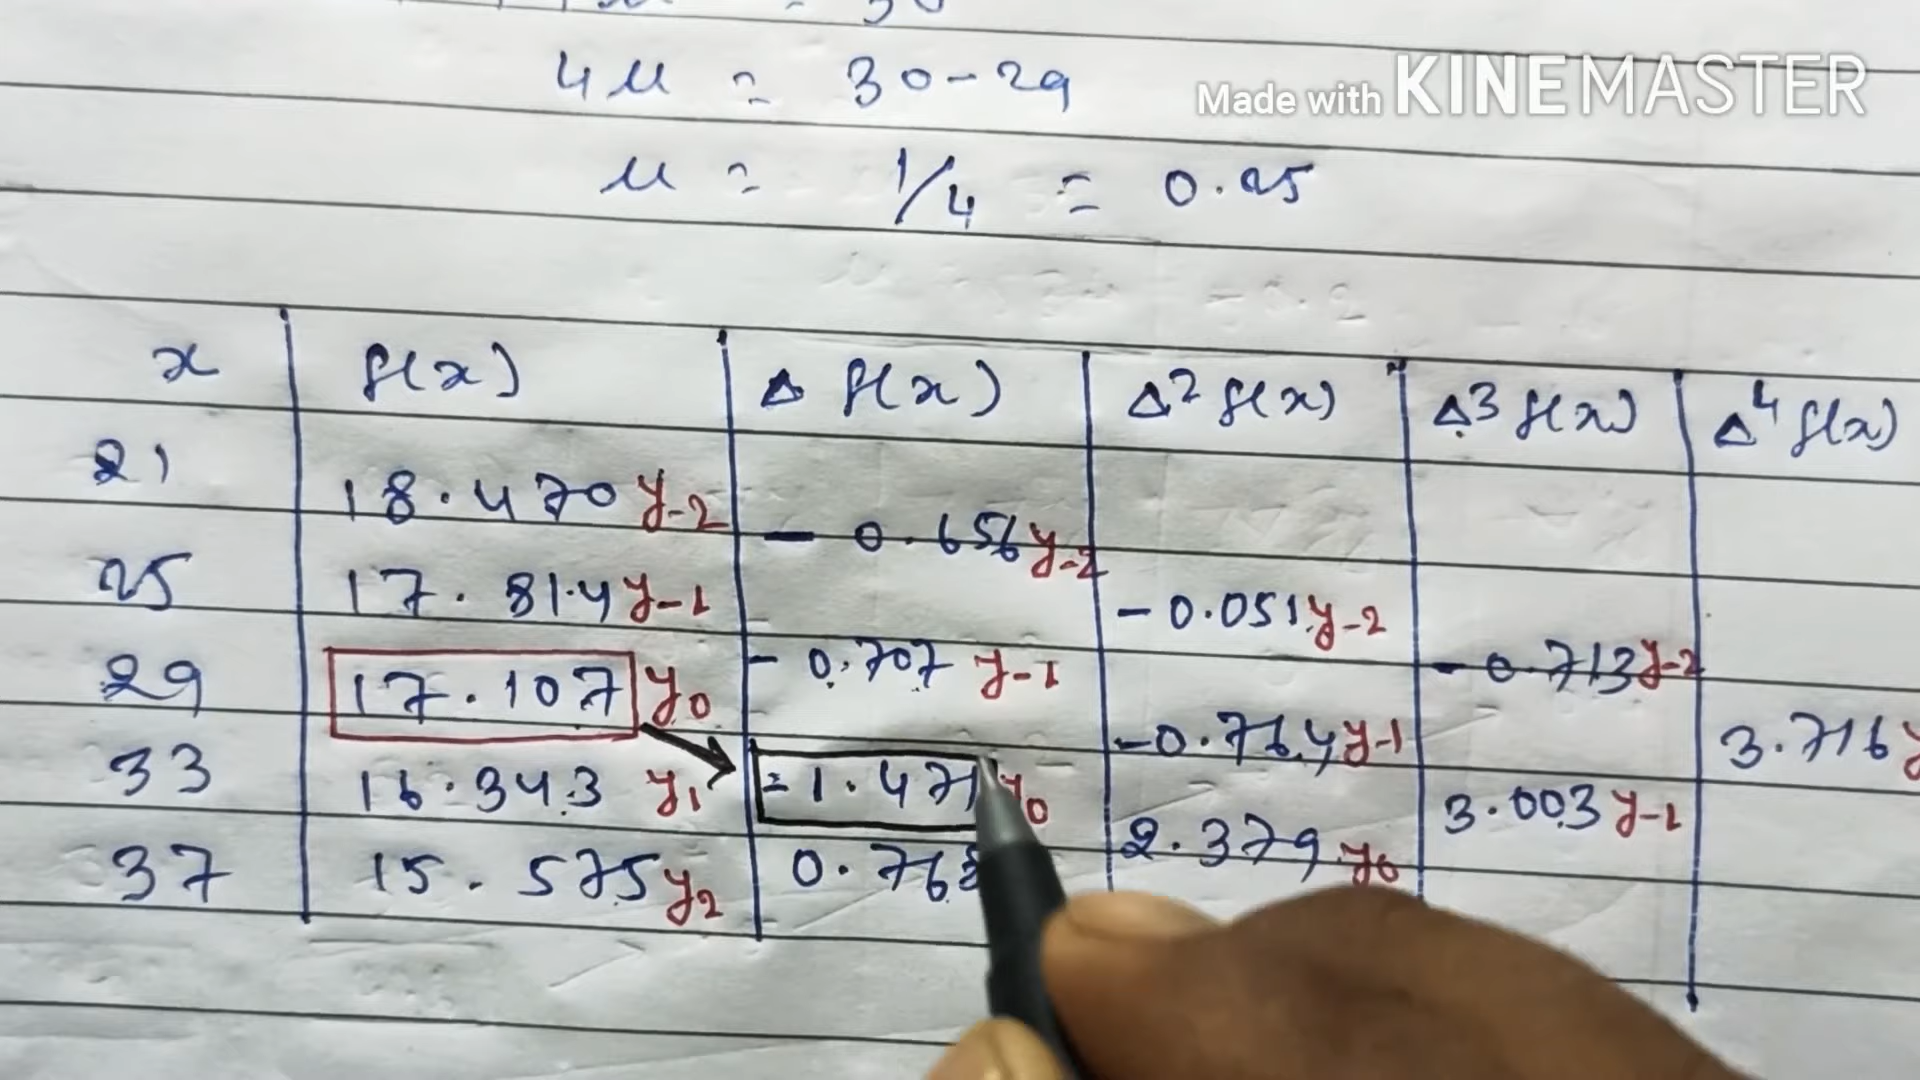 4u = 30-29
Made with KINEMASTER
u = 1/4 = 0.25
x f(x) Δ f(x) Δ2 f(x) Δ3 f(x) Δ4 f(x)
21 18.470 y-2
- 0.656 y-2
25 17.814 y-1 - 0.051 y-2
- 0.707 y-1 - 0.713 y-2
29 17.107 y0 -0.764 y-1 3.716 y
-1.471 y0 3.003 y-1
33 16.343 y1 2.379 y0
0.768
37 15.575 y2